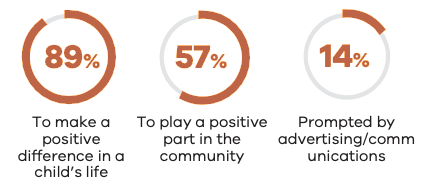 89%
57%
14%
To make a
positive
difference in a
child's life
To play a positive
part in the
community
Prompted by
advertising/comm
unications